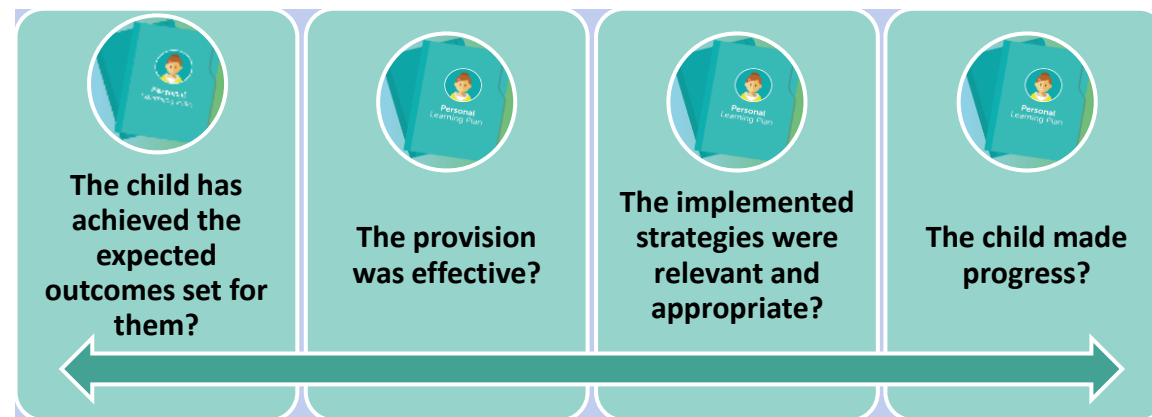 Personal
Learning Plan
The child has
achieved the
expected
outcomes set for
them?
Personal
Learning Plan
The provision
was effective?
Personal
Learning Plan
The implemented
strategies were
relevant and
appropriate?
Personal
Learning Plan
The child made
progress?